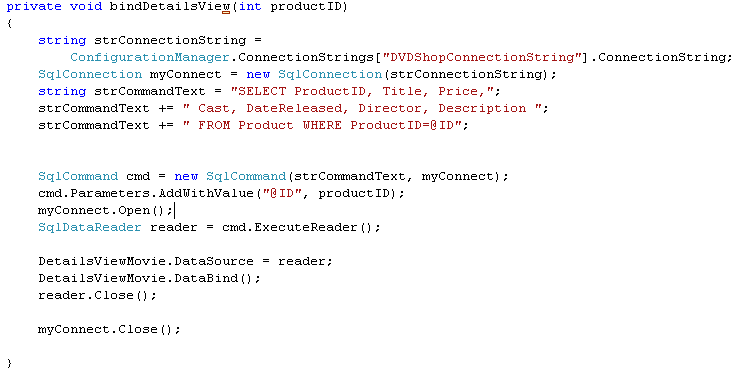 private void bindDetailsView(int productID)
{
    string strConnectionString =
        ConfigurationManager.ConnectionStrings["DVDShopConnectionString"].ConnectionString;
    SqlConnection myConnect = new SqlConnection(strConnectionString);
    string strCommandText = "SELECT ProductID, Title, Price,";
    strCommandText += " Cast, DateReleased, Director, Description ";
    strCommandText += " FROM Product WHERE ProductID=@ID";
    SqlCommand cmd = new SqlCommand(strCommandText, myConnect);
    cmd.Parameters.AddWithValue("@ID", productID);
    myConnect.Open();
    SqlDataReader reader = cmd.ExecuteReader();
    DetailsViewMovie.DataSource = reader;
    DetailsViewMovie.DataBind();
    reader.Close();
    myConnect.Close();
}